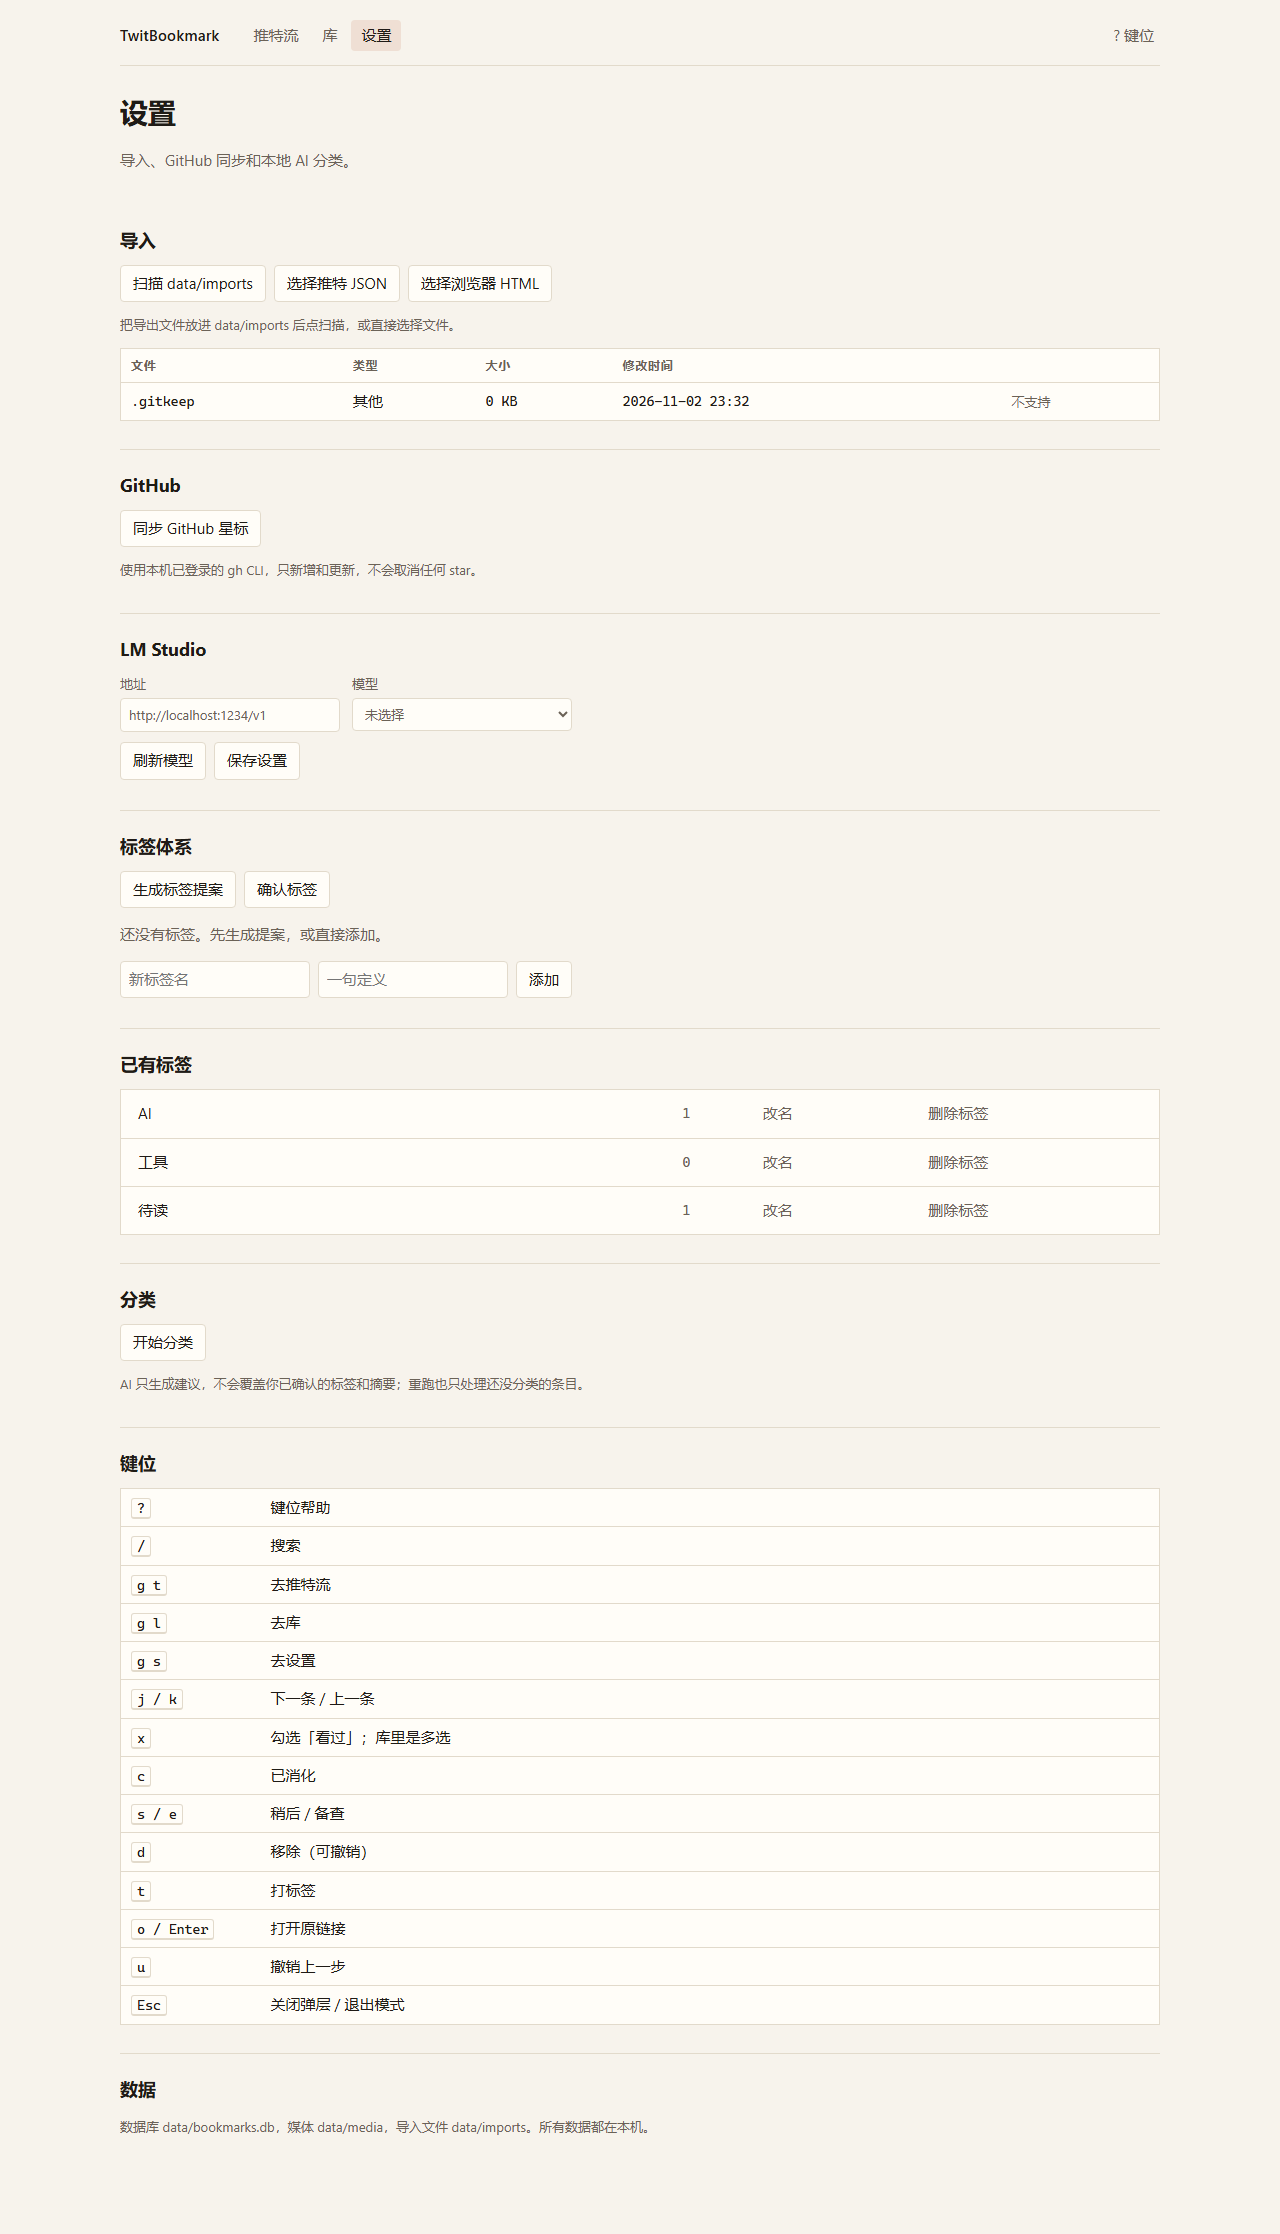 TwitBookmark 推特流 库 设置 ? 键位
设置
导入、GitHub 同步和本地 AI 分类。
导入
扫描 data/imports 选择推特 JSON 选择浏览器 HTML
把导出文件放进 data/imports 后点扫描，或直接选择文件。
文件 类型 大小 修改时间
.gitkeep 其他 0 KB 2026-11-02 23:32 不支持
GitHub
同步 GitHub 星标
使用本机已登录的 gh CLI，只新增和更新，不会取消任何 star。
LM Studio
地址 模型
http://localhost:1234/v1 未选择
刷新模型 保存设置
标签体系
生成标签提案 确认标签
还没有标签。先生成提案，或直接添加。
新标签名 一句定义 添加
已有标签
AI 1 改名 删除标签
工具 0 改名 删除标签
待读 1 改名 删除标签
分类
开始分类
AI 只生成建议，不会覆盖你已确认的标签和摘要；重跑也只处理还没分类的条目。
键位
? 键位帮助
/ 搜索
g t 去推特流
g l 去库
g s 去设置
j / k 下一条 / 上一条
x 勾选「看过」；库里是多选
c 已消化
s / e 稍后 / 备查
d 移除（可撤销）
t 打标签
o / Enter 打开原链接
u 撤销上一步
Esc 关闭弹层 / 退出模式
数据
数据库 data/bookmarks.db，媒体 data/media，导入文件 data/imports。所有数据都在本机。